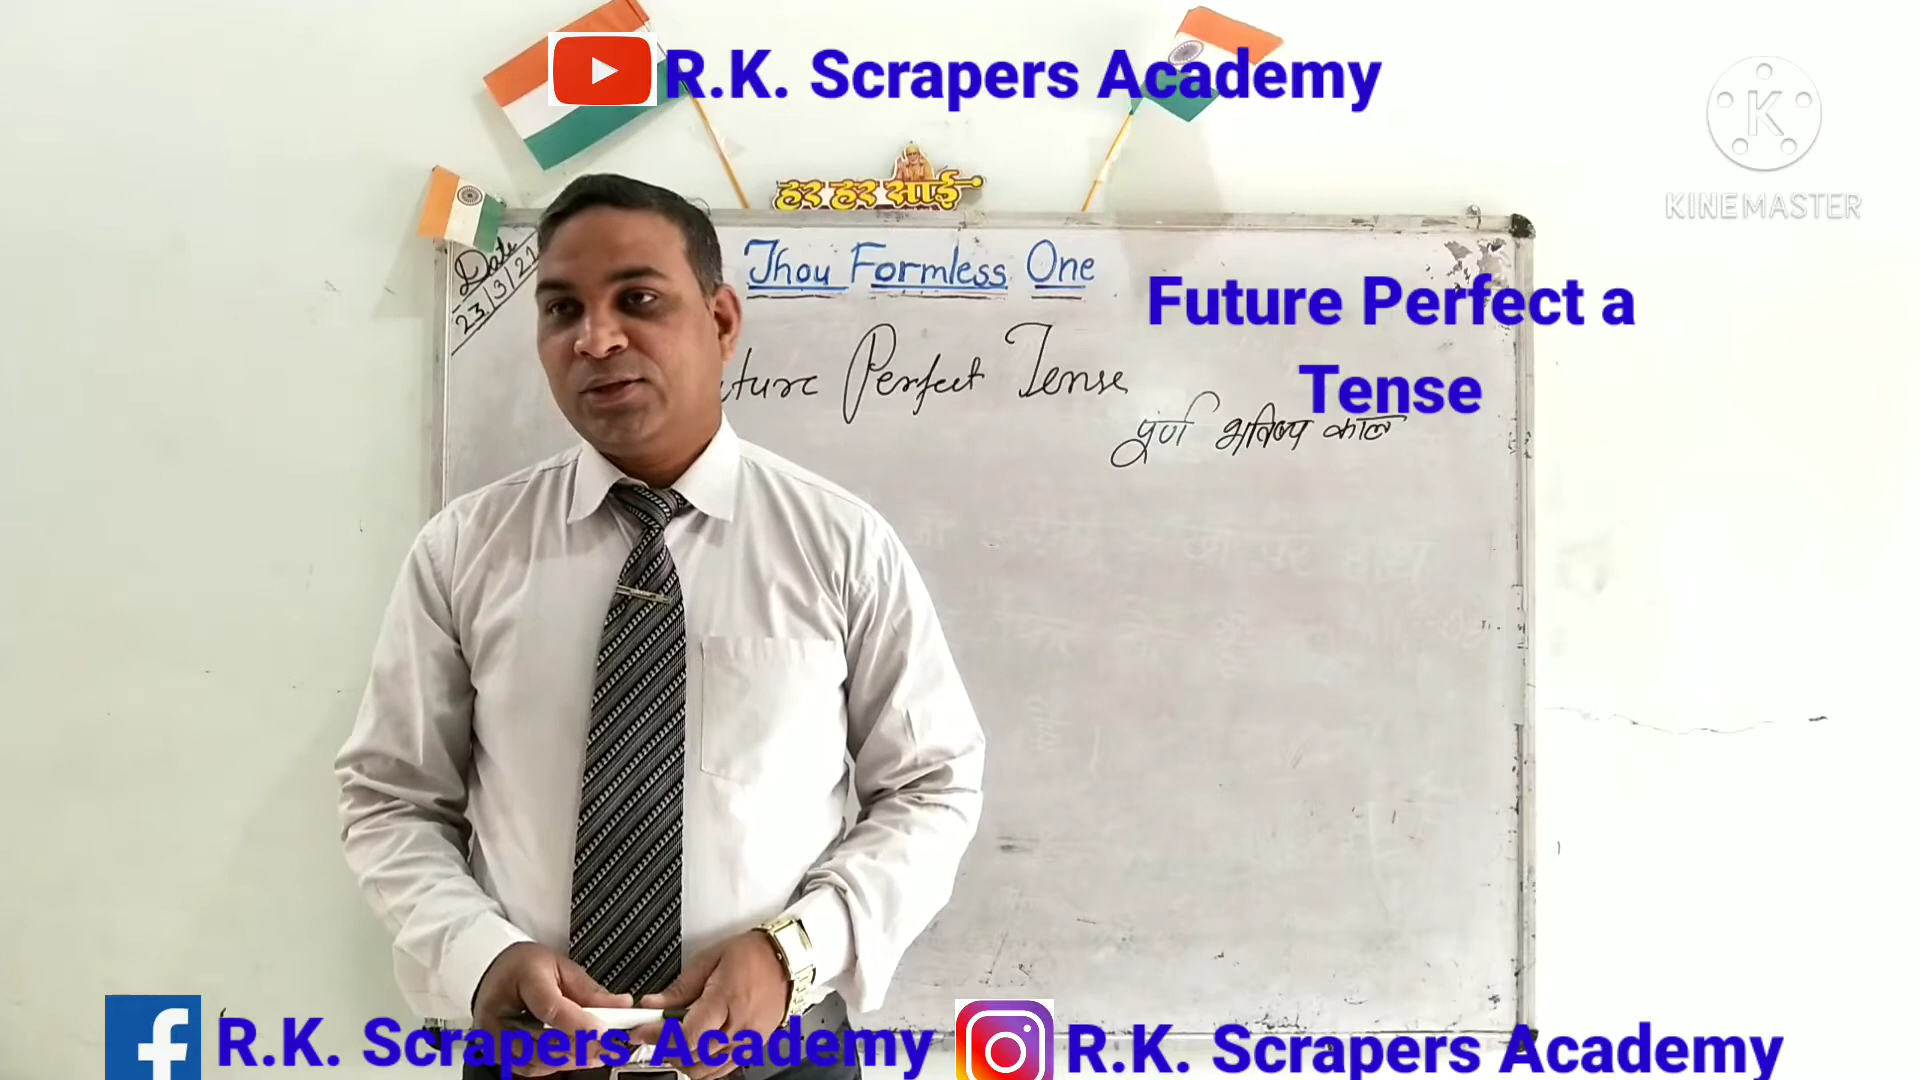 R.K. Scrapers Academy
K
KINEMASTER
हर हर साई
Date
23/3/21
Thou Formless One
Future Perfect a
Tense
ture Perfect Tense
पूर्ण भविष्य काल
R.K. Scrapers Academy
R.K. Scrapers Academy